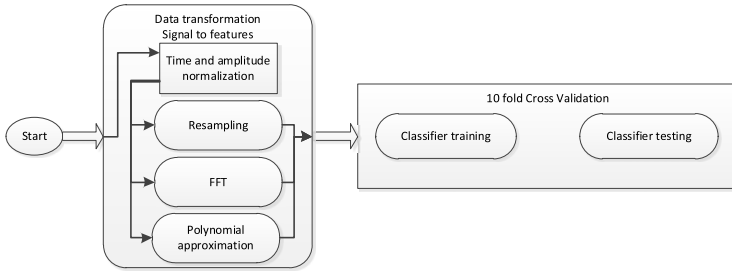 Data transformation
Signal to features
Time and amplitude
normalization
10 fold Cross Validation
Start
Resampling
Classifier training
Classifier testing
FFT
Polynomial
approximation